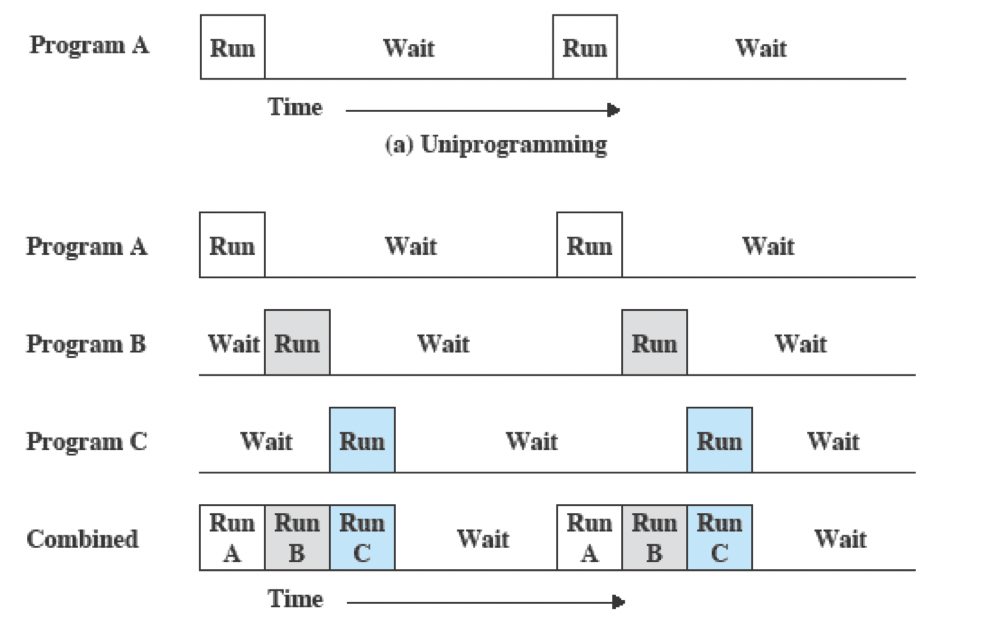 Program A Run Wait Run Wait
Time
(a) Uniprogramming
Program A Run Wait Run Wait
Program B Wait Run Wait Run Wait
Program C Wait Run Wait Run Wait
Combined Run A Run B Run C Wait Run A Run B Run C Wait
Time